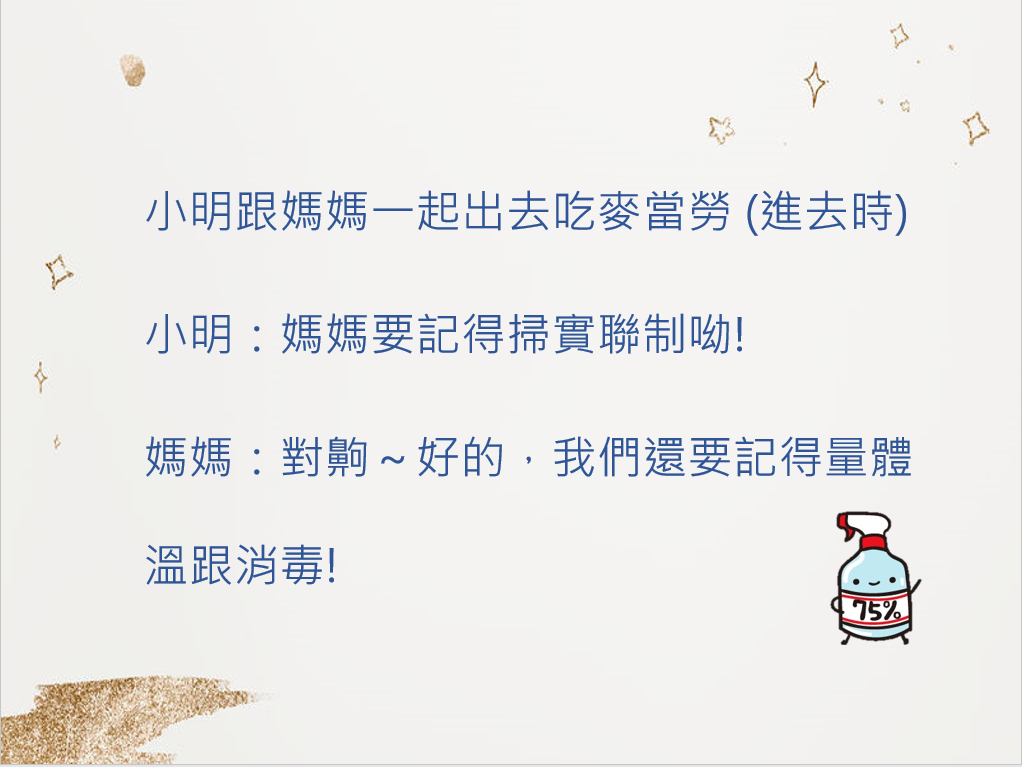 小明跟媽媽一起出去吃麥當勞 (進去時)
小明：媽媽要記得掃實聯制呦!
媽媽：對齁～好的，我們還要記得量體
溫跟消毒!
75%